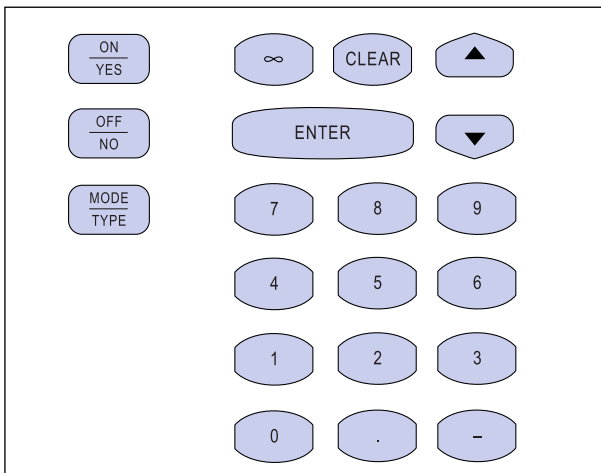 ON
YES
∞
CLEAR
▲
OFF
NO
ENTER
▼
MODE
TYPE
7
8
9
4
5
6
1
2
3
0
.
–